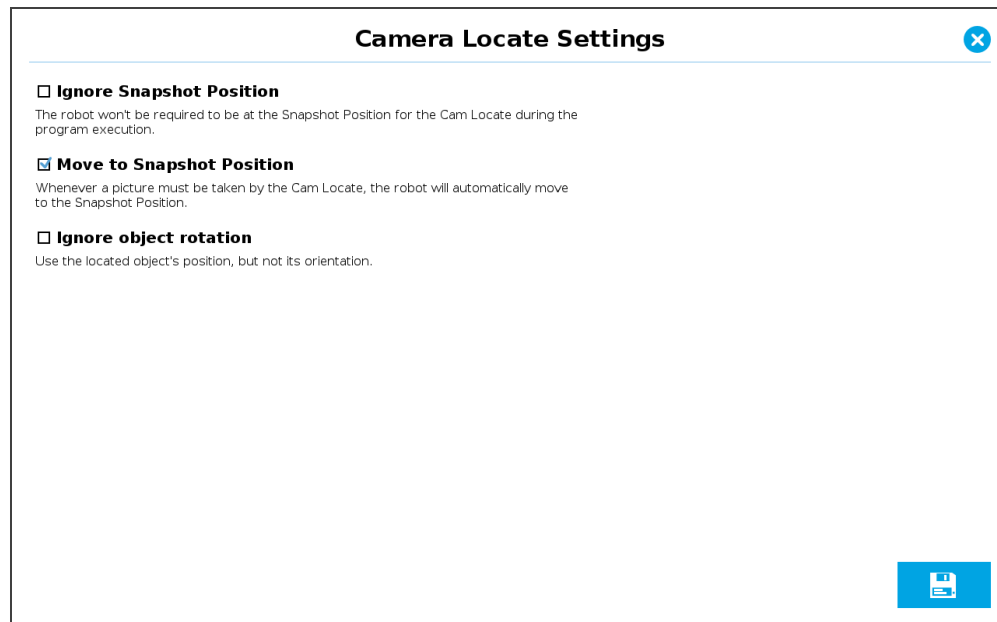 Camera Locate Settings
Ignore Snapshot Position
The robot won't be required to be at the Snapshot Position for the Cam Locate during the
program execution.
Move to Snapshot Position
Whenever a picture must be taken by the Cam Locate, the robot will automatically move
to the Snapshot Position.
Ignore object rotation
Use the located object's position, but not its orientation.